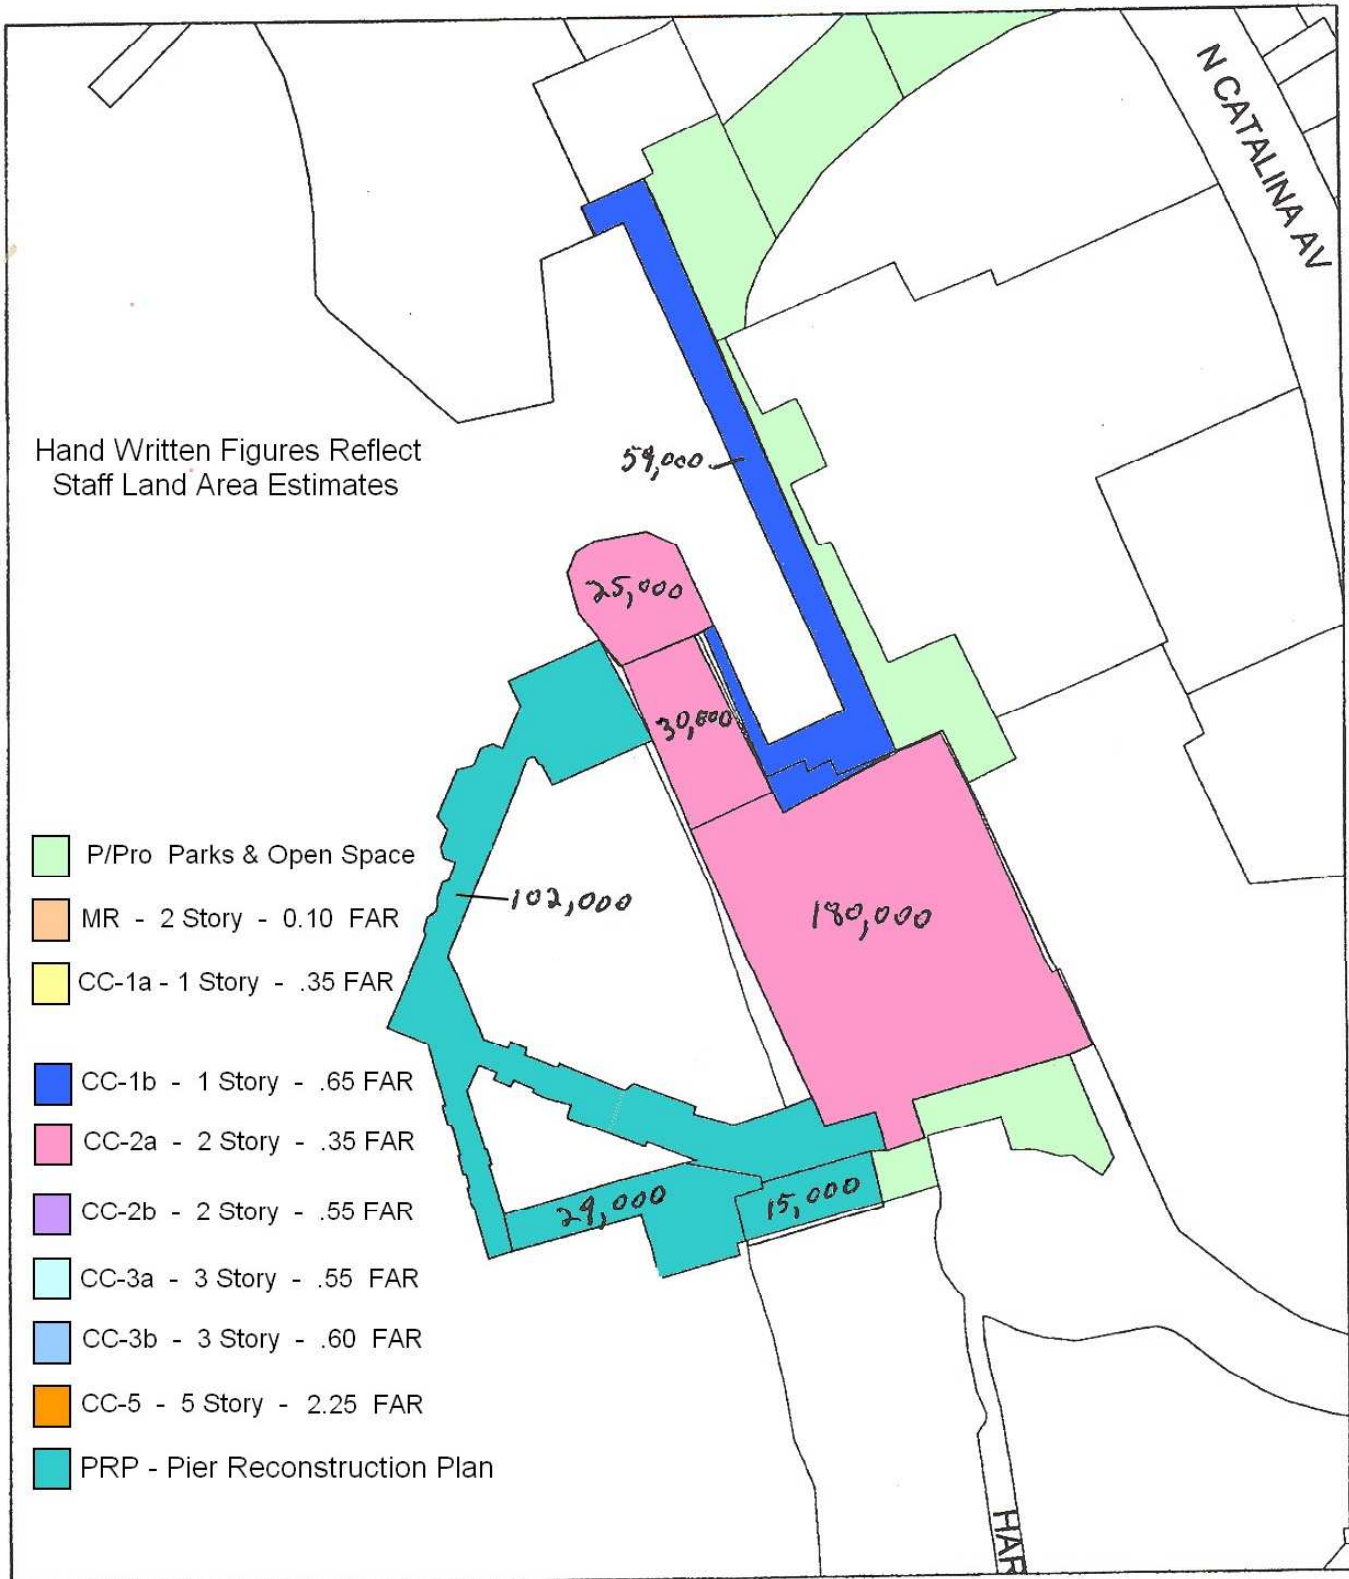 N CATALINA AV
Hand Written Figures Reflect
Staff Land Area Estimates
59,000
25,000
30,000
102,000
180,000
29,000
15,000
P/Pro Parks & Open Space
MR - 2 Story - 0.10 FAR
CC-1a - 1 Story - .35 FAR
CC-1b - 1 Story - .65 FAR
CC-2a - 2 Story - .35 FAR
CC-2b - 2 Story - .55 FAR
CC-3a - 3 Story - .55 FAR
CC-3b - 3 Story - .60 FAR
CC-5 - 5 Story - 2.25 FAR
PRP - Pier Reconstruction Plan
HAR